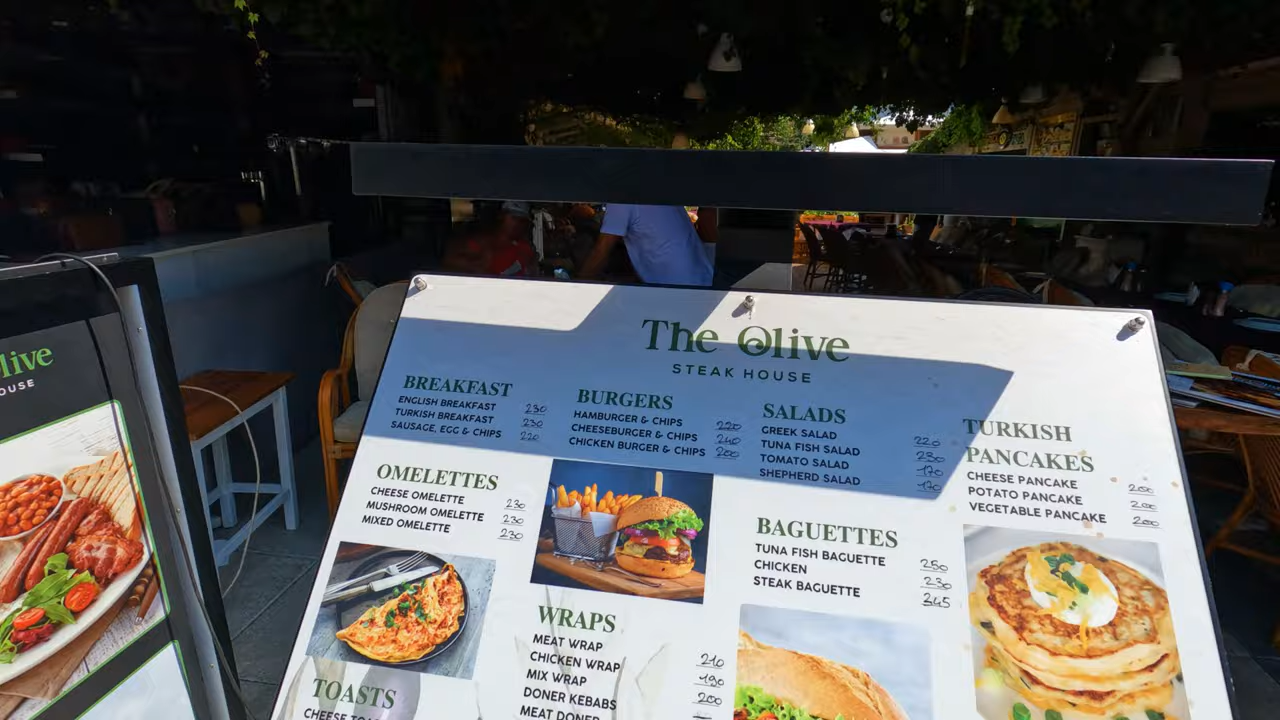 live
OUSE
The Olive
STEAK HOUSE
BREAKFAST
ENGLISH BREAKFAST 230
TURKISH BREAKFAST 230
SAUSAGE, EGG & CHIPS 220
OMELETTES
CHEESE OMELETTE 230
MUSHROOM OMELETTE 230
MIXED OMELETTE 230
TOASTS
BURGERS
HAMBURGER & CHIPS 220
CHEESEBURGER & CHIPS 240
CHICKEN BURGER & CHIPS 200
WRAPS
MEAT WRAP 210
CHICKEN WRAP 190
MIX WRAP 200
DONER KEBABS
MEAT DONER
SALADS
GREEK SALAD 220
TUNA FISH SALAD 230
TOMATO SALAD 170
SHEPHERD SALAD 170
BAGUETTES
TUNA FISH BAGUETTE 250
CHICKEN 230
STEAK BAGUETTE 245
TURKISH
PANCAKES
CHEESE PANCAKE 200
POTATO PANCAKE 200
VEGETABLE PANCAKE 200